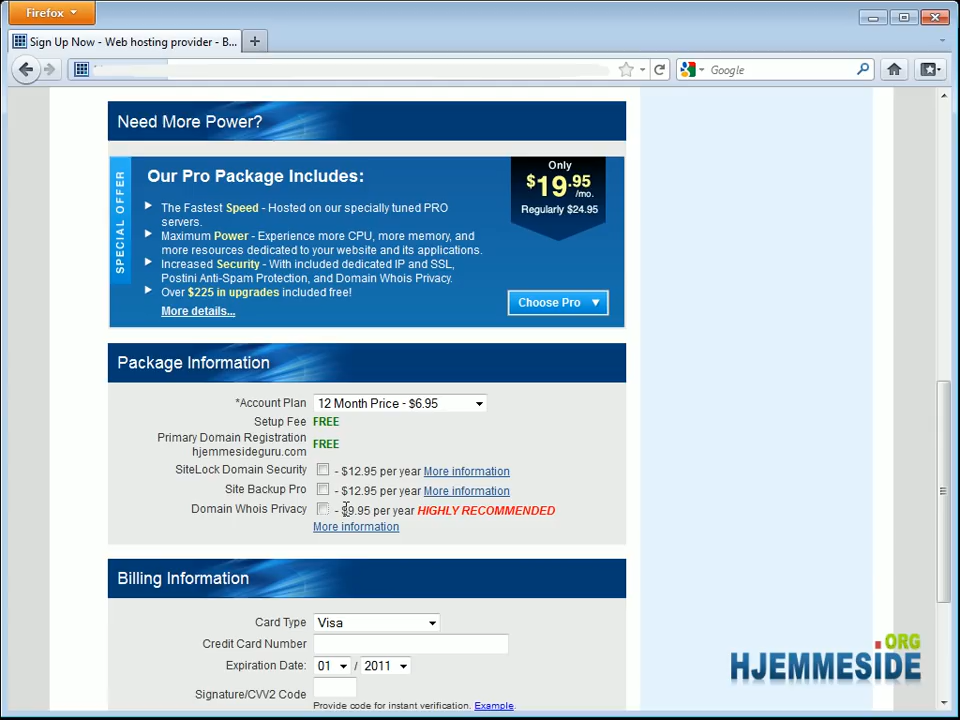 Firefox
Sign Up Now - Web hosting provider - B...
Google
Need More Power?
SPECIAL OFFER
Our Pro Package Includes:
The Fastest Speed - Hosted on our specially tuned PRO
servers.
Maximum Power - Experience more CPU, more memory, and
more resources dedicated to your website and its applications.
Increased Security - With included dedicated IP and SSL,
Postini Anti-Spam Protection, and Domain Whois Privacy.
Over $225 in upgrades included free!
More details...
Only
$19.95
/mo.
Regularly $24.95
Choose Pro
Package Information
*Account Plan 12 Month Price - $6.95
Setup Fee FREE
Primary Domain Registration
hjemmesideguru.com FREE
SiteLock Domain Security - $12.95 per year More information
Site Backup Pro - $12.95 per year More information
Domain Whois Privacy - $9.95 per year HIGHLY RECOMMENDED
More information
Billing Information
Card Type Visa
Credit Card Number
Expiration Date: 01 / 2011
Signature/CVV2 Code
Provide code for instant verification. Example.
HJEMMESIDE.ORG